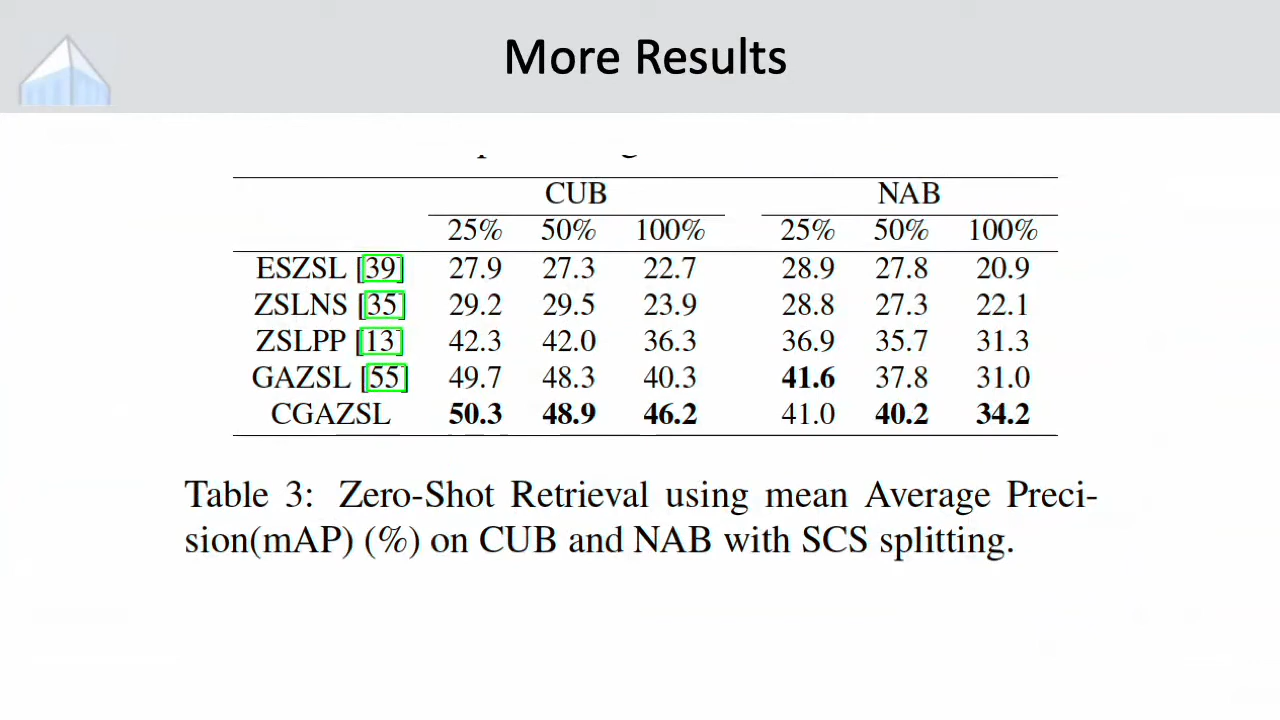 More Results
CUB NAB
25% 50% 100% 25% 50% 100%
ESZSL [39] 27.9 27.3 22.7 28.9 27.8 20.9
ZSLNS [35] 29.2 29.5 23.9 28.8 27.3 22.1
ZSLPP [13] 42.3 42.0 36.3 36.9 35.7 31.3
GAZSL [55] 49.7 48.3 40.3 41.6 37.8 31.0
CGAZSL 50.3 48.9 46.2 41.0 40.2 34.2
Table 3: Zero-Shot Retrieval using mean Average Preci-
sion(mAP) (%) on CUB and NAB with SCS splitting.